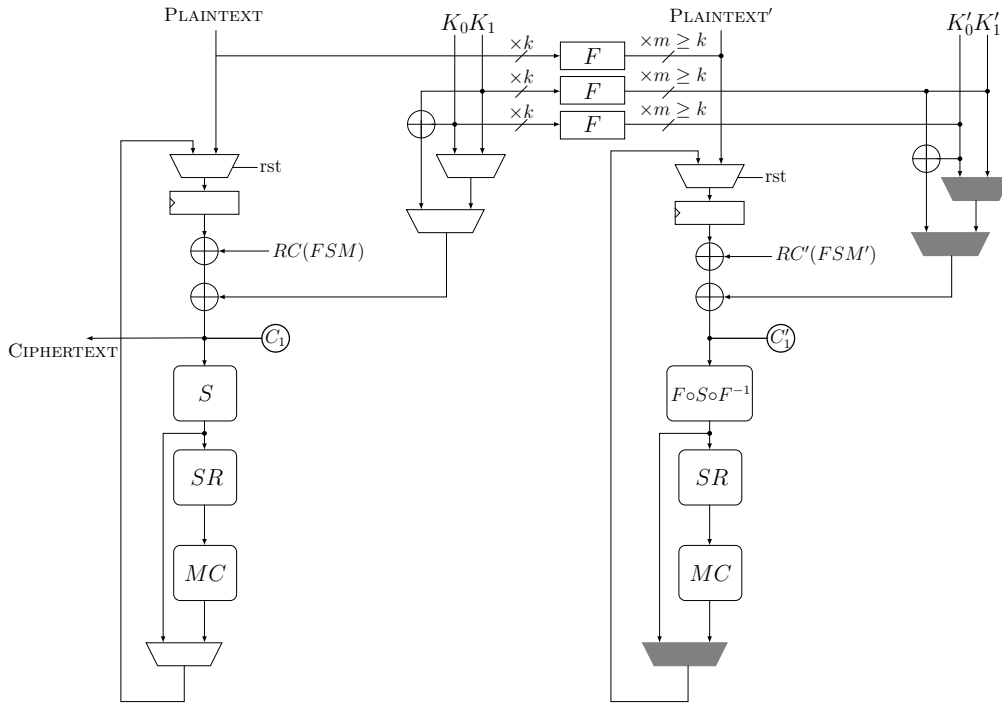 PLAINTEXT
K₀K₁
PLAINTEXT′
K′₀K′₁
×k
F
×m ≥ k
×k
F
×m ≥ k
×k
F
×m ≥ k
rst
rst
RC(FSM)
RC′(FSM′)
C₁
C′₁
CIPHERTEXT
S
F∘S∘F⁻¹
SR
SR
MC
MC